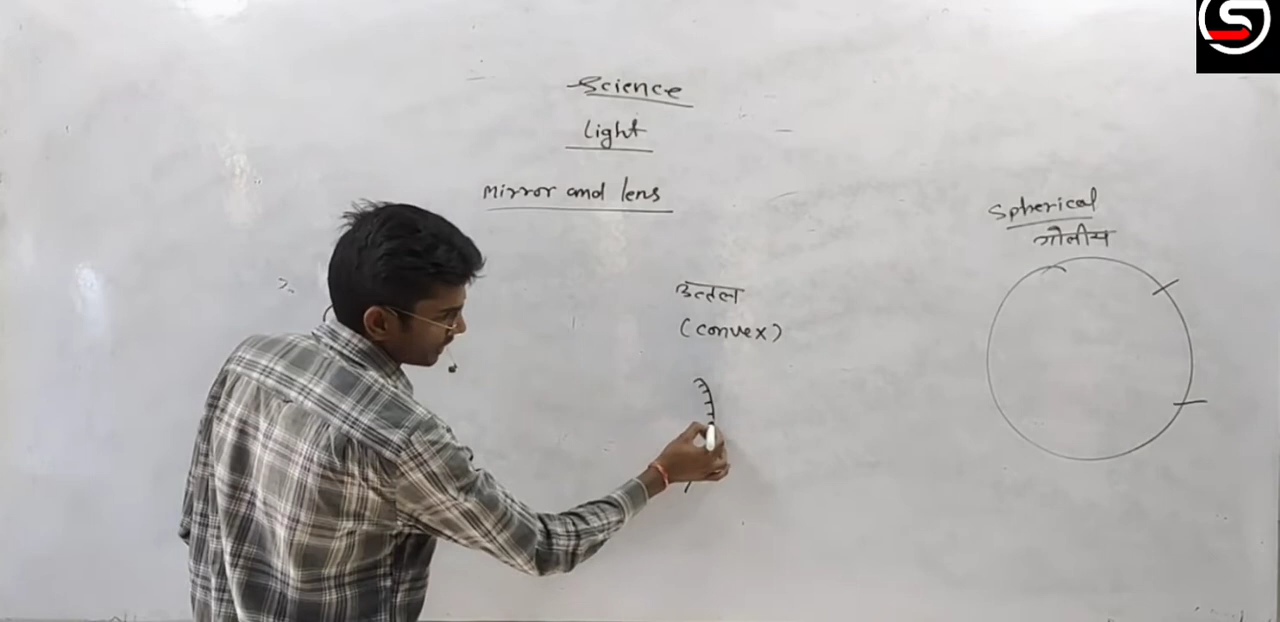 Science
Light
Mirror and lens
उत्तल
(convex)
Spherical
गोलीय
S